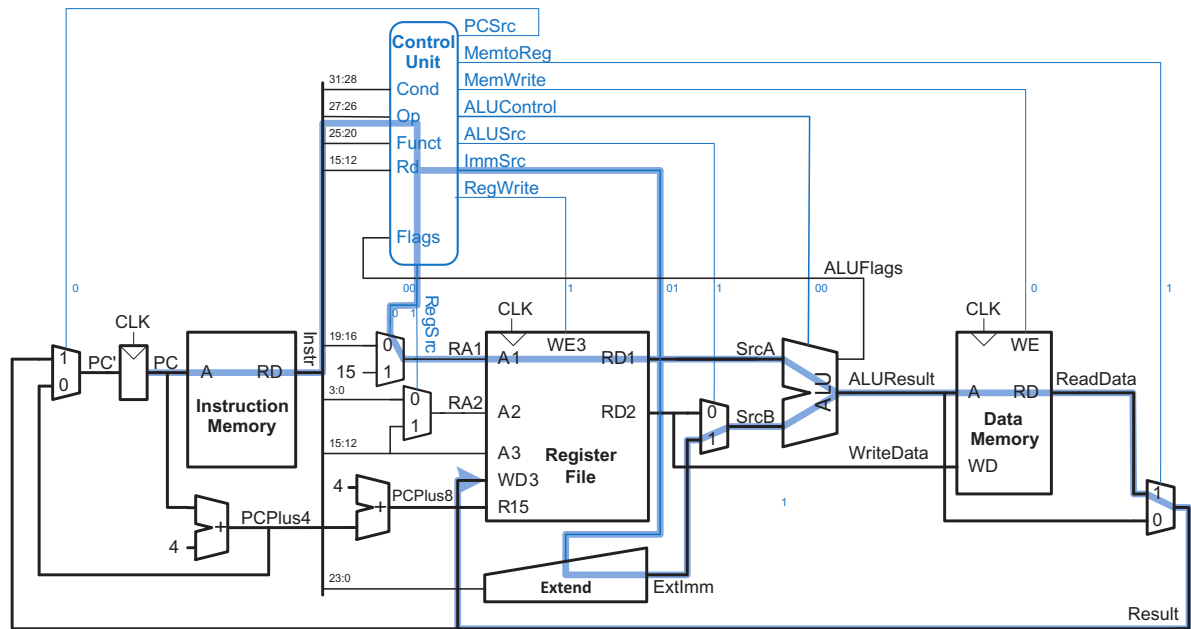 PCSrc
Control Unit
MemtoReg
MemWrite
31:28
Cond
27:26
Op
ALUControl
25:20
Funct
ALUSrc
15:12
Rd
ImmSrc
RegWrite
Flags
ALUFlags
0
00
1
01
1
00
0
1
0 1
RegSrc
CLK
CLK
CLK
Instr
19:16
0
RA1
A1
WE3
RD1
SrcA
WE
1
PC'
PC
A
RD
15
1
ALU
ALUResult
A
RD
ReadData
0
3:0
0
RA2
A2
RD2
0
SrcB
Instruction Memory
1
1
Data Memory
15:12
A3
Register File
WriteData
WD
WD3
4
PCPlus8
R15
1
1
+
0
PCPlus4
+
4
23:0
Extend
ExtImm
Result